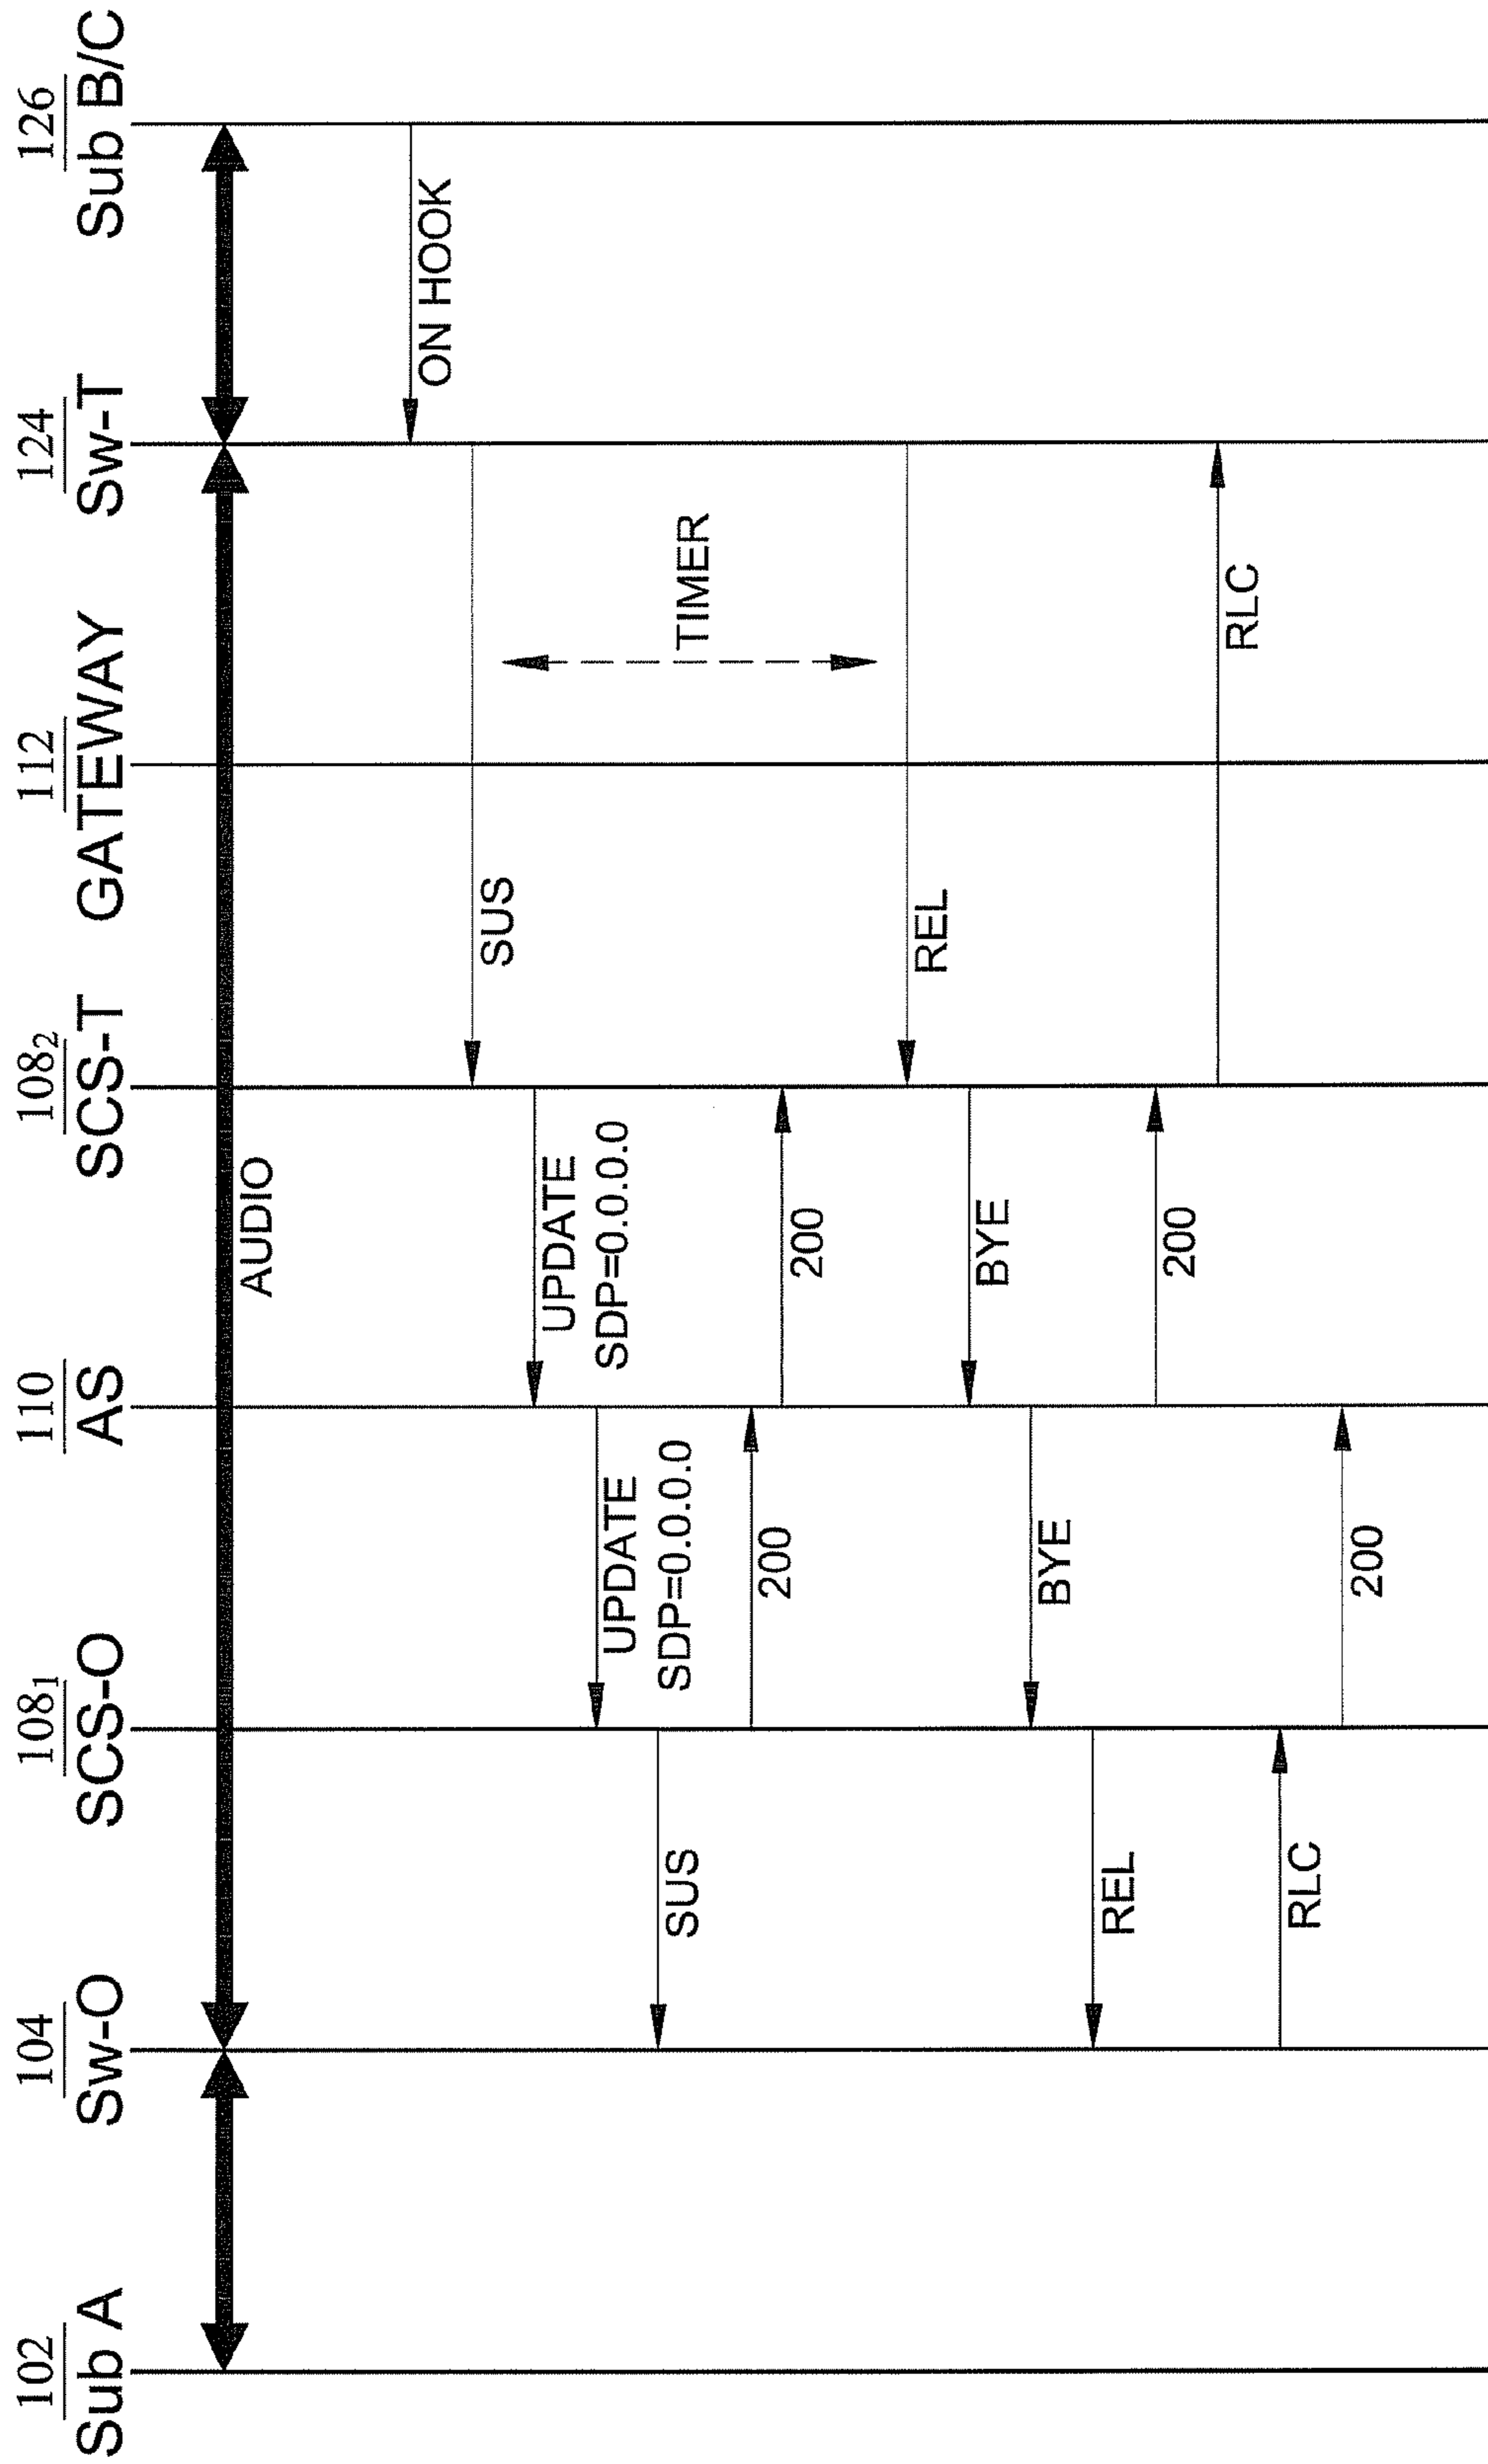 102 104 108₁ 110 108₂ 112 124 126
Sub A Sw-O SCS-O AS SCS-T GATEWAY Sw-T Sub B/C
AUDIO
ON HOOK
SUS
UPDATE
SDP=0.0.0.0
UPDATE
SDP=0.0.0.0
SUS
TIMER
200
200
REL
BYE
BYE
REL
200
RLC
RLC
200